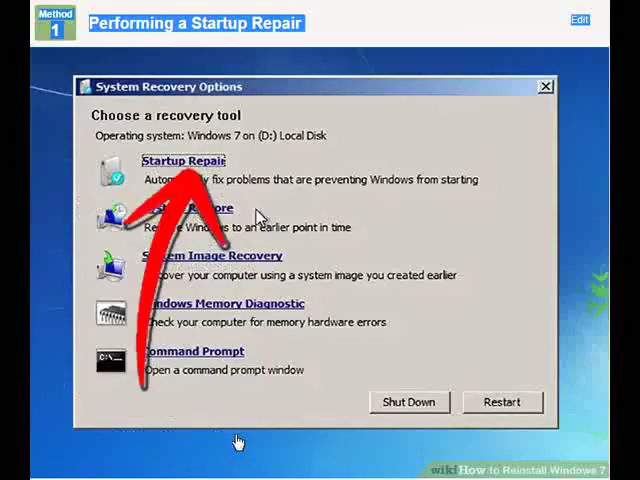 Method
1
Performing a Startup Repair
Edit
System Recovery Options
Choose a recovery tool
Operating system: Windows 7 on (D:) Local Disk
Startup Repair
fix problems that are preventing Windows from starting
Windows to an earlier point in time
System Image Recovery
your computer using a system image you created earlier
Windows Memory Diagnostic
Check your computer for memory hardware errors
Command Prompt
Open a command prompt window
Shut Down
Restart
wikiHow to Reinstall Windows 7